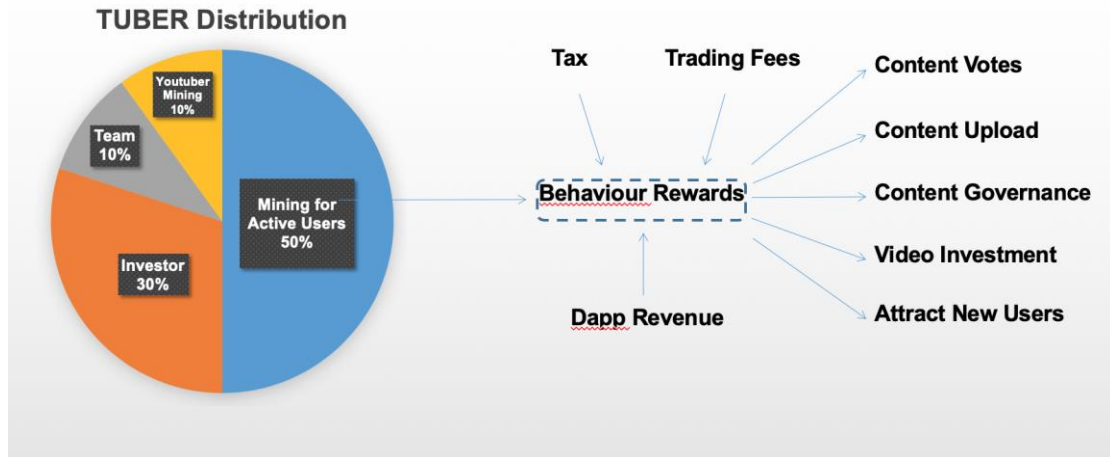 TUBER Distribution
Youtuber
Mining
10%
Team
10%
Mining for
Active Users
50%
Investor
30%
Tax
Trading Fees
Behaviour Rewards
Dapp Revenue
Content Votes
Content Upload
Content Governance
Video Investment
Attract New Users